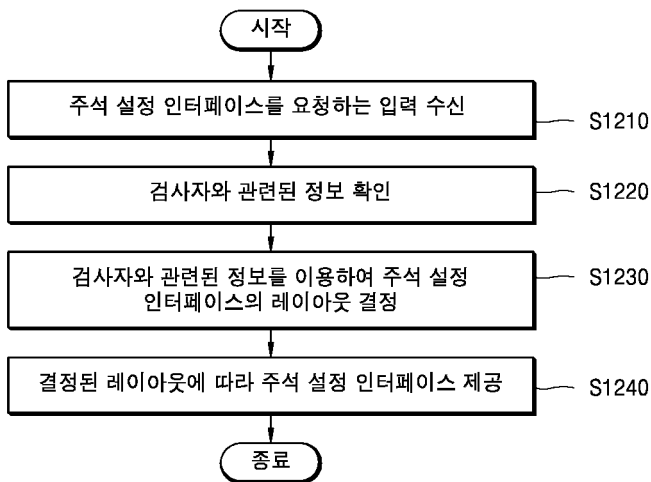 시작
주석 설정 인터페이스를 요청하는 입력 수신
S1210
검사자와 관련된 정보 확인
S1220
검사자와 관련된 정보를 이용하여 주석 설정
인터페이스의 레이아웃 결정
S1230
결정된 레이아웃에 따라 주석 설정 인터페이스 제공
S1240
종료